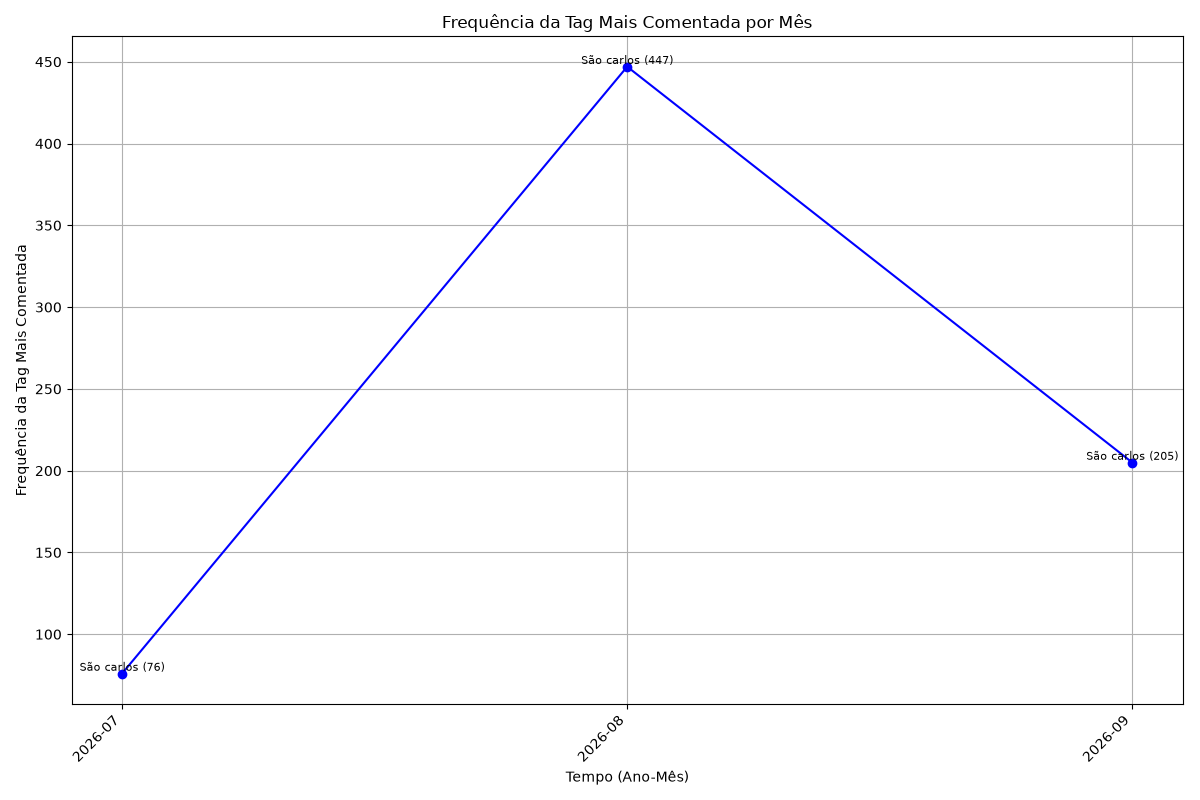 Frequência da Tag Mais Comentada por Mês
Frequência da Tag Mais Comentada
450
400
350
300
250
200
150
100
São carlos (447)
São carlos (205)
São carlos (76)
2026-07
2026-08
2026-09
Tempo (Ano-Mês)